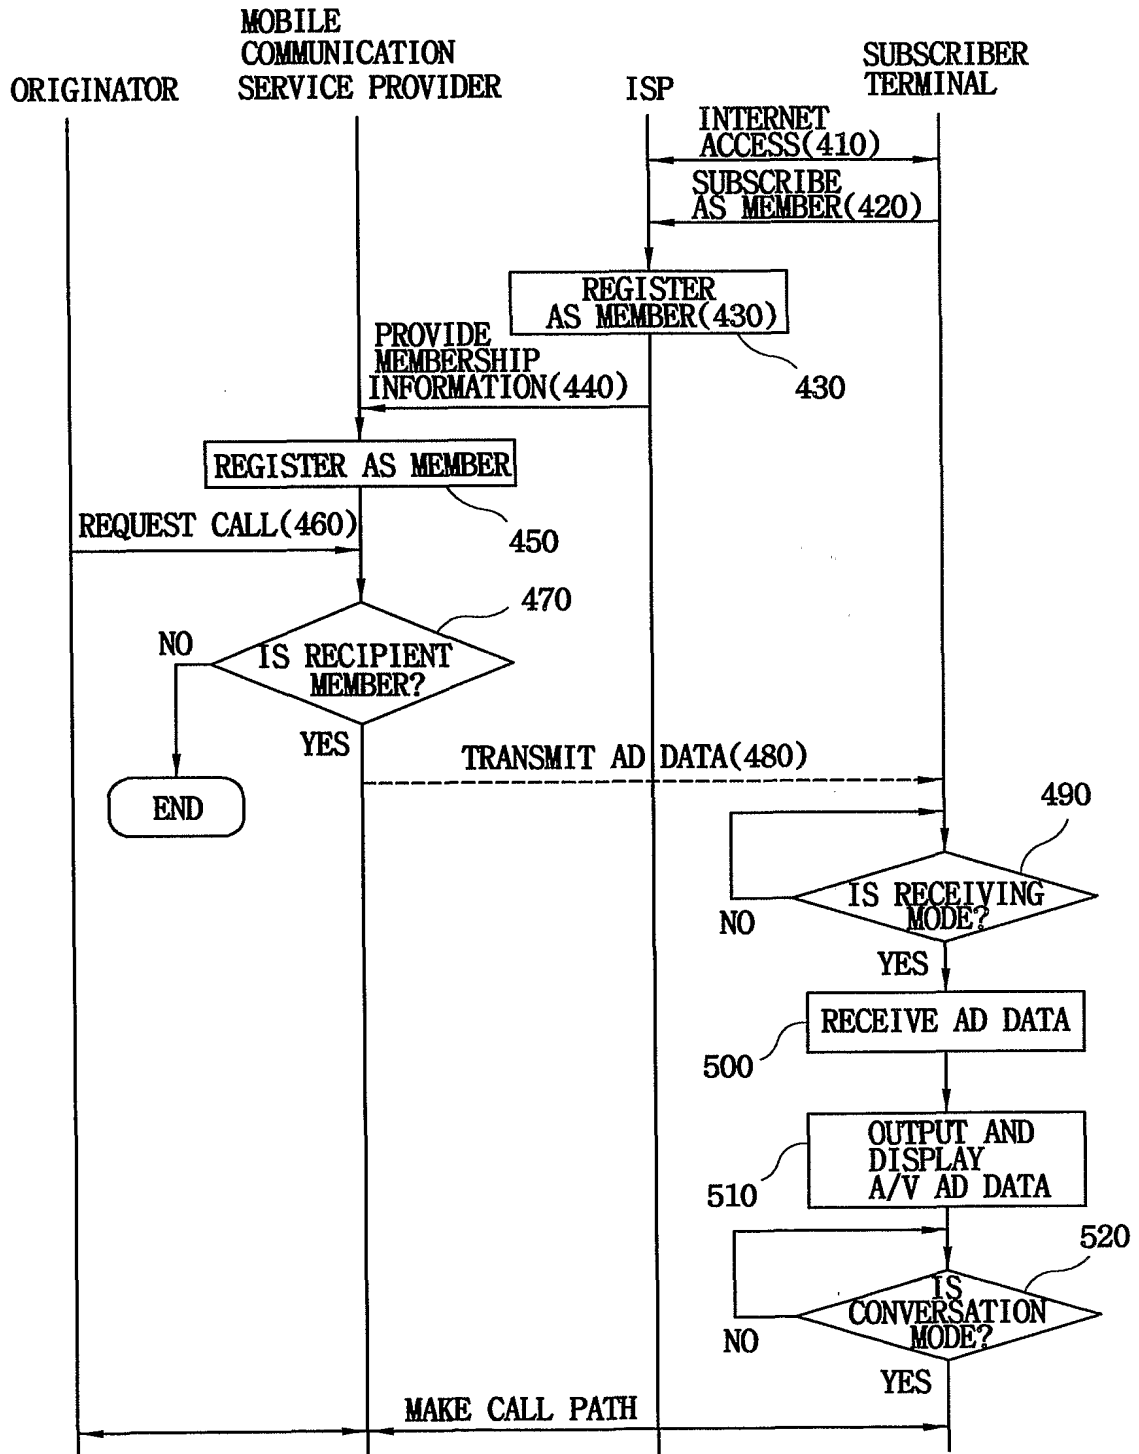 ORIGINATOR
MOBILE
COMMUNICATION
SERVICE PROVIDER
ISP
SUBSCRIBER
TERMINAL
INTERNET
ACCESS(410)
SUBSCRIBE
AS MEMBER(420)
REGISTER
AS MEMBER(430)
430
PROVIDE
MEMBERSHIP
INFORMATION(440)
REGISTER AS MEMBER
450
REQUEST CALL(460)
470
IS RECIPIENT
MEMBER?
NO
YES
END
TRANSMIT AD DATA(480)
490
IS RECEIVING
MODE?
NO
YES
RECEIVE AD DATA
500
OUTPUT AND
DISPLAY
A/V AD DATA
510
520
IS
CONVERSATION
MODE?
NO
YES
MAKE CALL PATH